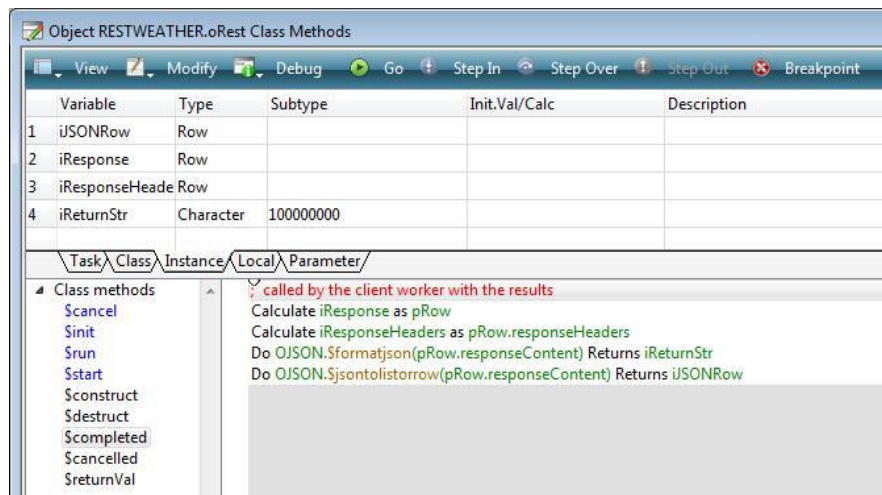 Object RESTWEATHER.oRest Class Methods
View Modify Debug Go Step In Step Over Step Out Breakpoint
Variable Type Subtype Init.Val/Calc Description
1 iJSONRow Row
2 iResponse Row
3 iResponseHeade Row
4 iReturnStr Character 100000000
Task Class Instance Local Parameter
Class methods
$cancel
$init
$run
$start
$construct
$destruct
$completed
$cancelled
$returnVal
; called by the client worker with the results
Calculate iResponse as pRow
Calculate iResponseHeaders as pRow.responseHeaders
Do OJSON.$formatjson(pRow.responseContent) Returns iReturnStr
Do OJSON.$jsontolistorrow(pRow.responseContent) Returns iJSONRow